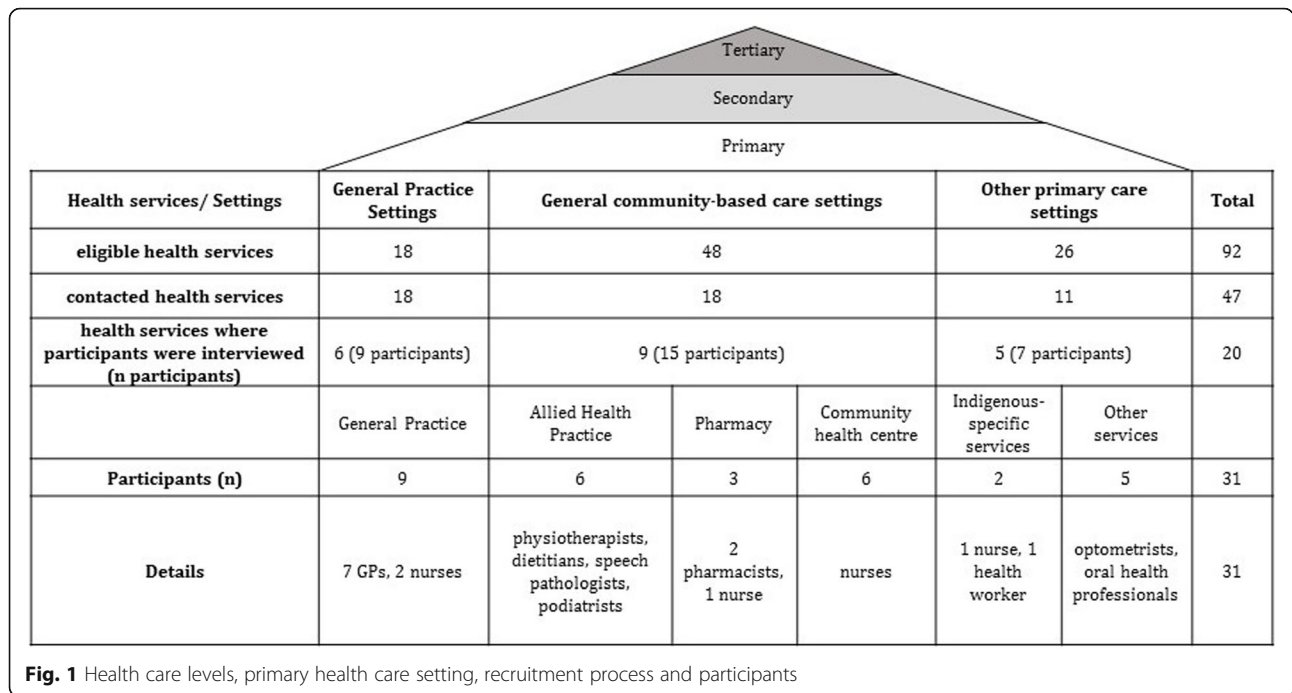 Tertiary
Secondary
Primary
Health services/ Settings
General Practice
Settings
General community-based care settings
Other primary care
settings
Total
eligible health services
18
48
26
92
contacted health services
18
18
11
47
health services where
participants were interviewed
(n participants)
6 (9 participants)
9 (15 participants)
5 (7 participants)
20
General Practice
Allied Health
Practice
Pharmacy
Community
health centre
Indigenous-
specific
services
Other
services
Participants (n)
9
6
3
6
2
5
31
Details
7 GPs, 2 nurses
physiotherapists,
dietitians, speech
pathologists,
podiatrists
2
pharmacists,
1 nurse
nurses
1 nurse, 1
health
worker
optometrists,
oral health
professionals
31
Fig. 1 Health care levels, primary health care setting, recruitment process and participants